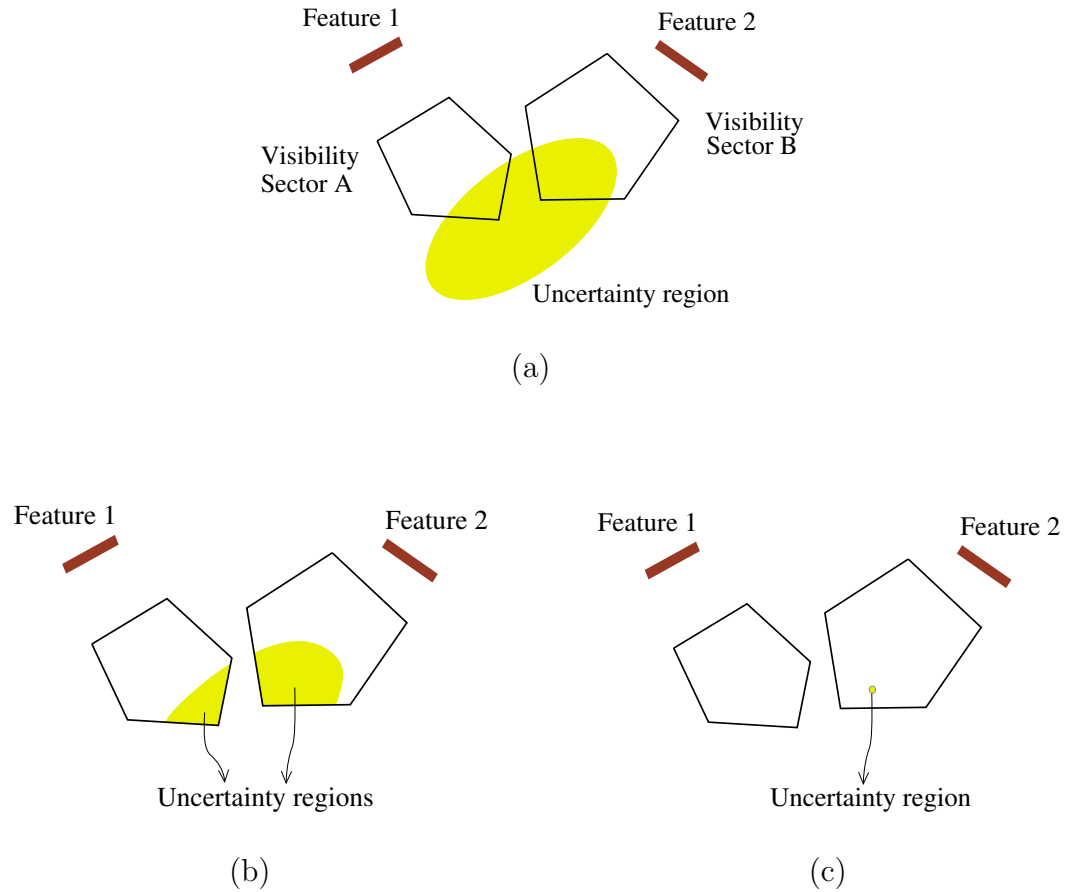 Feature 1
Feature 2
Visibility
Sector A
Visibility
Sector B
Uncertainty region
(a)
Feature 1
Feature 2
Uncertainty regions
(b)
Feature 1
Feature 2
Uncertainty region
(c)